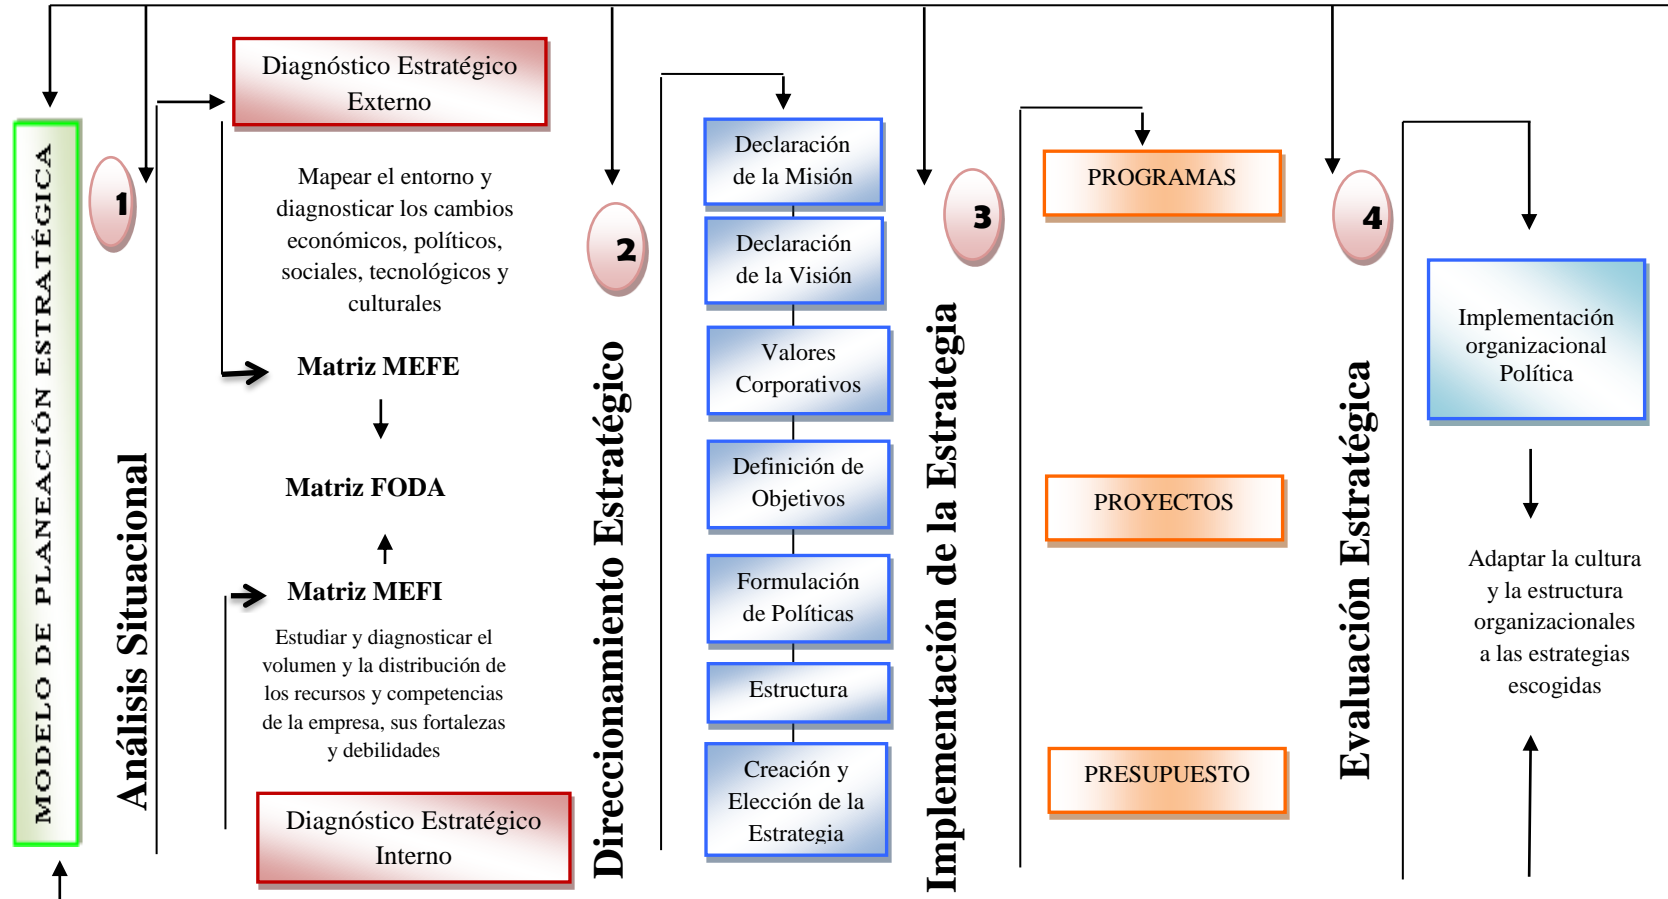 MODELO DE PLANEACIÓN ESTRATÉGICA
1
Análisis Situacional
Diagnóstico Estratégico
Externo
Mapear el entorno y
diagnosticar los cambios
económicos, políticos,
sociales, tecnológicos y
culturales
Matriz MEFE
Matriz FODA
Matriz MEFI
Estudiar y diagnosticar el
volumen y la distribución de
los recursos y competencias
de la empresa, sus fortalezas
y debilidades
Diagnóstico Estratégico
Interno
2
Direccionamiento Estratégico
Declaración
de la Misión
Declaración
de la Visión
Valores
Corporativos
Definición de
Objetivos
Formulación
de Políticas
Estructura
Creación y
Elección de la
Estrategia
3
Implementación de la Estrategia
PROGRAMAS
PROYECTOS
PRESUPUESTO
4
Evaluación Estratégica
Implementación
organizacional
Política
Adaptar la cultura
y la estructura
organizacionales
a las estrategias
escogidas